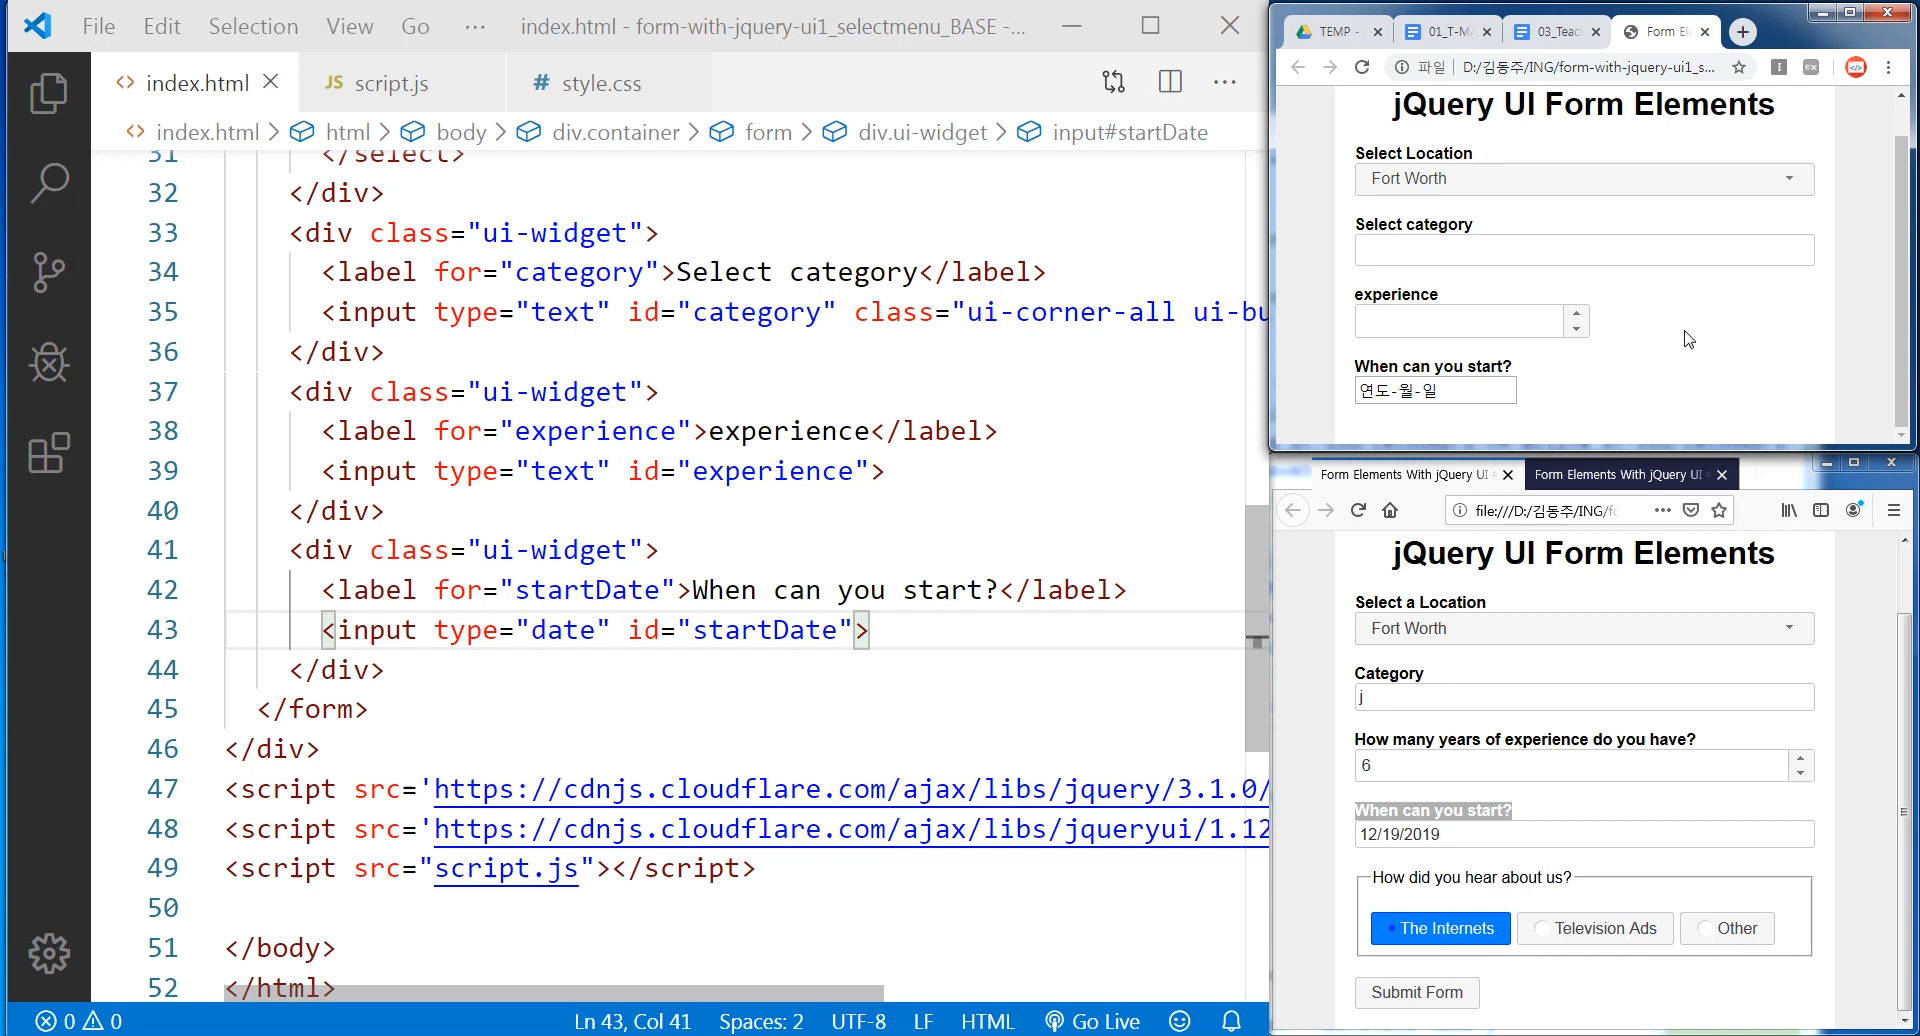 File Edit Selection View Go ··· index.html - form-with-jquery-ui1_selectmenu_BASE -...
index.html
JS script.js
# style.css
index.html > html > body > div.container > form > div.ui-widget > input#startDate
31 </select>
32 </div>
33 <div class="ui-widget">
34 <label for="category">Select category</label>
35 <input type="text" id="category" class="ui-corner-all ui-bu
36 </div>
37 <div class="ui-widget">
38 <label for="experience">experience</label>
39 <input type="text" id="experience">
40 </div>
41 <div class="ui-widget">
42 <label for="startDate">When can you start?</label>
43 <input type="date" id="startDate">
44 </div>
45 </form>
46 </div>
47 <script src='https://cdnjs.cloudflare.com/ajax/libs/jquery/3.1.0/
48 <script src='https://cdnjs.cloudflare.com/ajax/libs/jqueryui/1.12
49 <script src="script.js"></script>
50
51 </body>
52 </html>
0 0 Ln 43, Col 41 Spaces: 2 UTF-8 LF HTML Go Live
TEMP - 01_T-MA 03_Teac Form El
파일 | D:/김동주/ING/form-with-jquery-ui1_s...
jQuery UI Form Elements
Select Location
Fort Worth
Select category
experience
When can you start?
연도-월-일
Form Elements With jQuery UI Form Elements With jQuery UI
file:///D:/김동주/ING/fo
jQuery UI Form Elements
Select a Location
Fort Worth
Category
j
How many years of experience do you have?
6
When can you start?
12/19/2019
How did you hear about us?
The Internets Television Ads Other
Submit Form